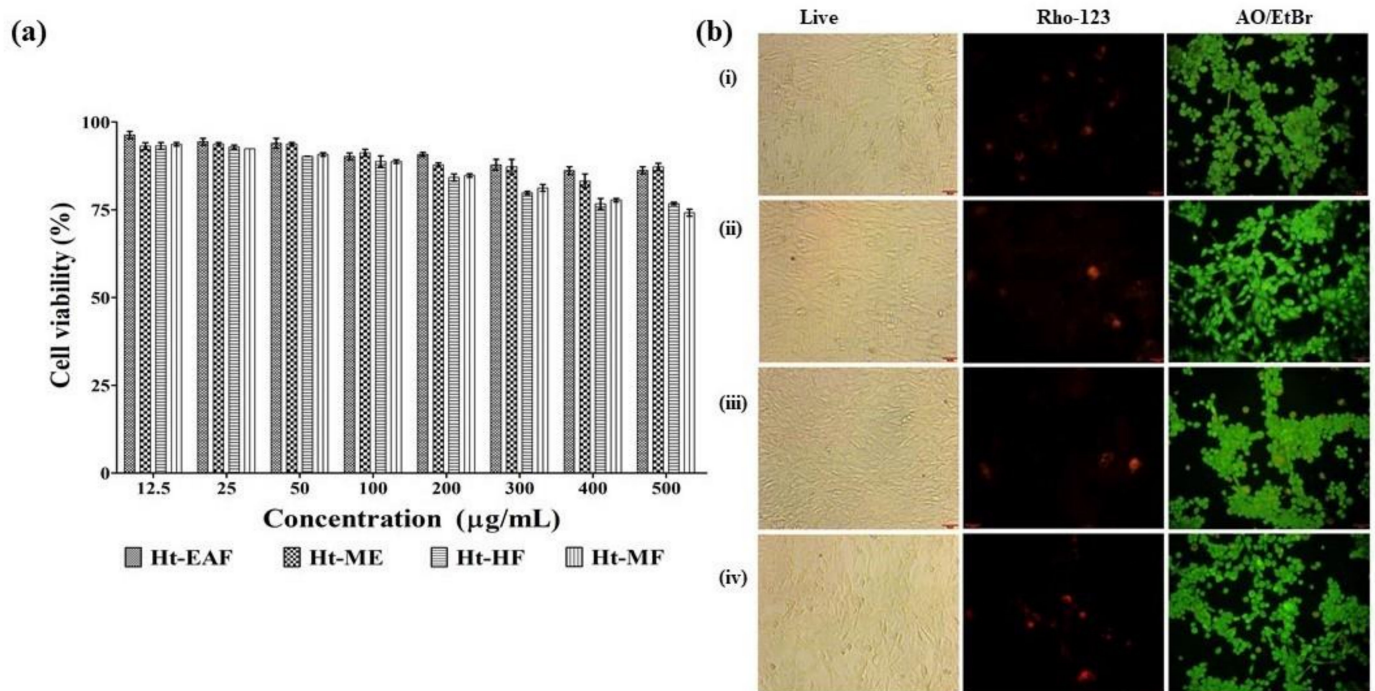 (a)
100
75
50
25
0
Cell viability (%)
12.5 25 50 100 200 300 400 500
Concentration (μg/mL)
Ht-EAF Ht-ME Ht-HF Ht-MF
(b)
Live Rho-123 AO/EtBr
(i)
(ii)
(iii)
(iv)